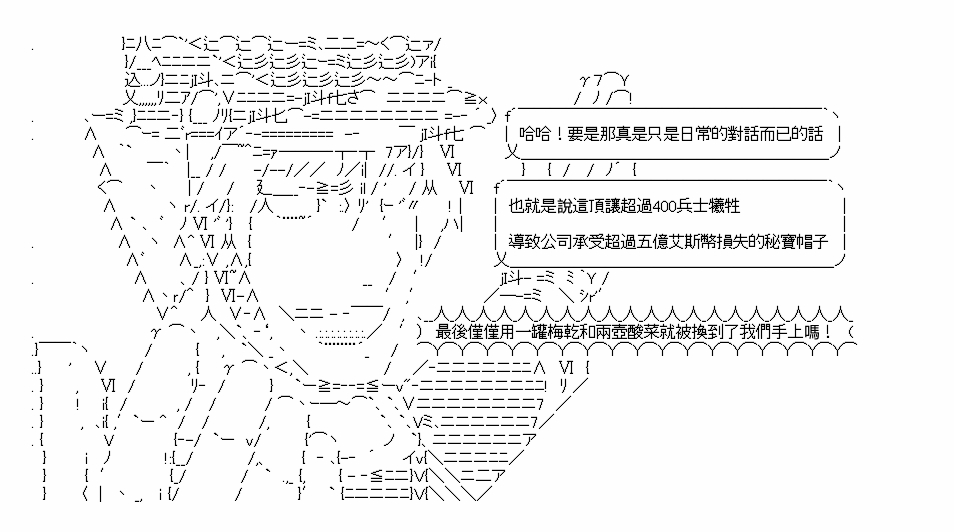 哈哈！要是那真是只是日常的對話而已的話
也就是說這頂讓超過400兵士犧牲
導致公司承受超過五億艾斯幣損失的秘寶帽子
最後僅僅用一罐梅乾和兩壺酸菜就被換到了我們手上嗎！